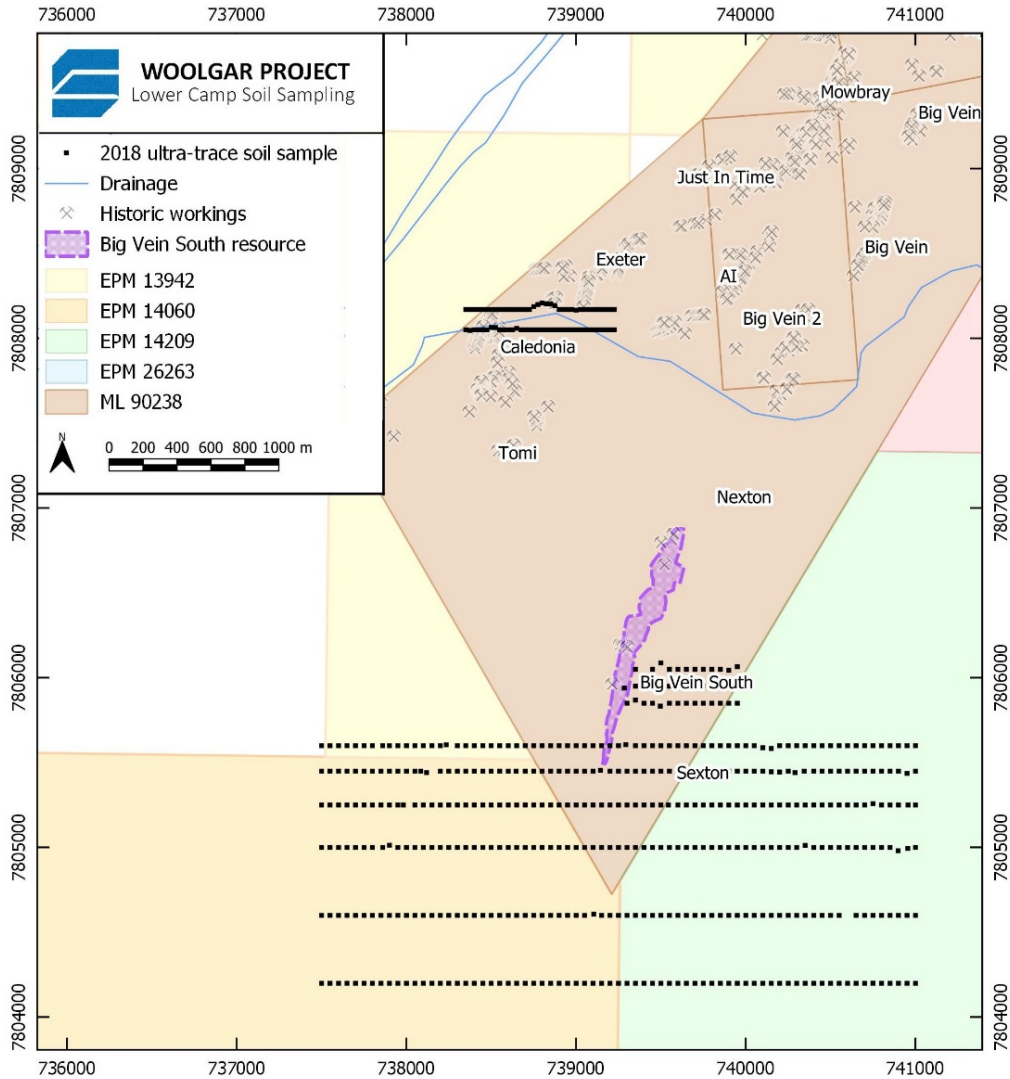 736000 737000 738000 739000 740000 741000
WOOLGAR PROJECT
Lower Camp Soil Sampling
2018 ultra-trace soil sample
Drainage
Historic workings
Big Vein South resource
EPM 13942
EPM 14060
EPM 14209
EPM 26263
ML 90238
N
0 200 400 600 800 1000 m
Mowbray
Big Vein
Just In Time
Exeter
Big Vein
AI
Big Vein 2
Caledonia
Tomi
Nexton
Big Vein South
Sexton
7809000
7808000
7807000
7806000
7805000
7804000
7809000
7808000
7807000
7806000
7805000
7804000
736000 737000 738000 739000 740000 741000